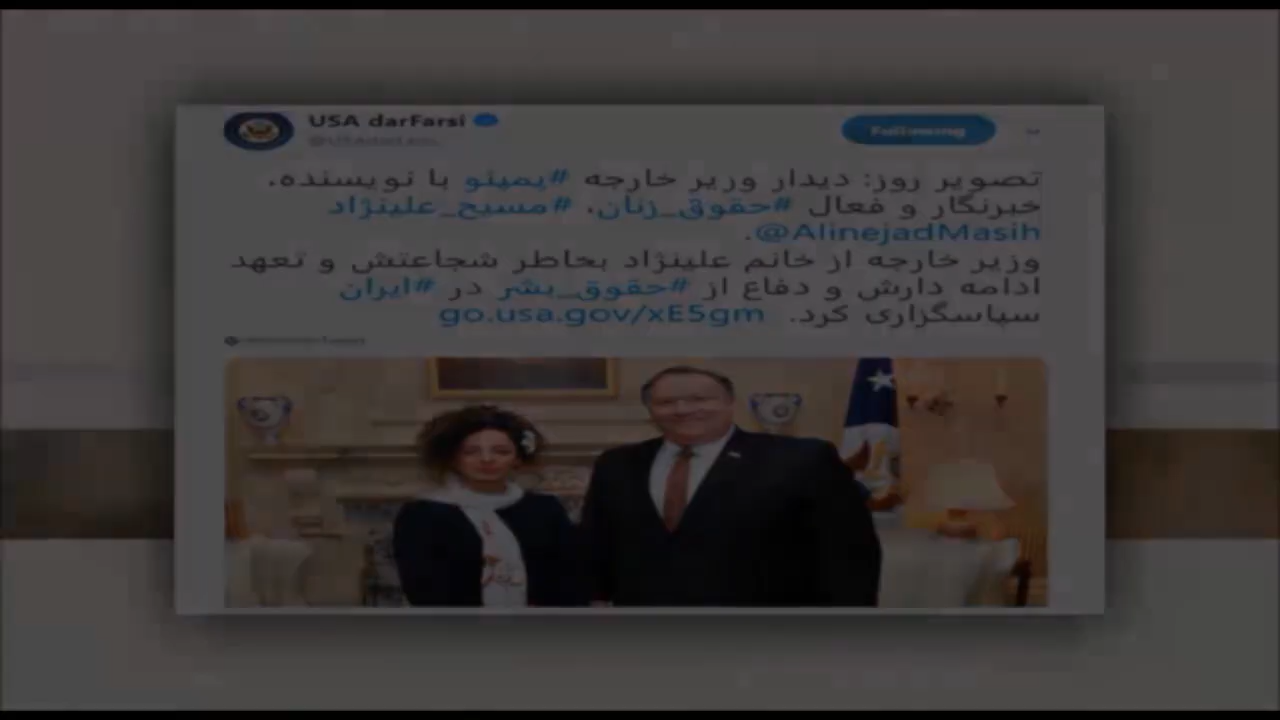 USA darFarsi
Following
تصویر روز: دیدار وزیر خارجه #پمپئو با نویسنده،
خبرنگار و فعال #حقوق_زنان، #مسیح_علینژاد
@AlinejadMasih.
وزیر خارجه از خانم علینژاد بخاطر شجاعتش و تعهد
ادامه دارش و دفاع از #حقوق_بشر در #ایران
سپاسگزاری کرد. go.usa.gov/xE5gm